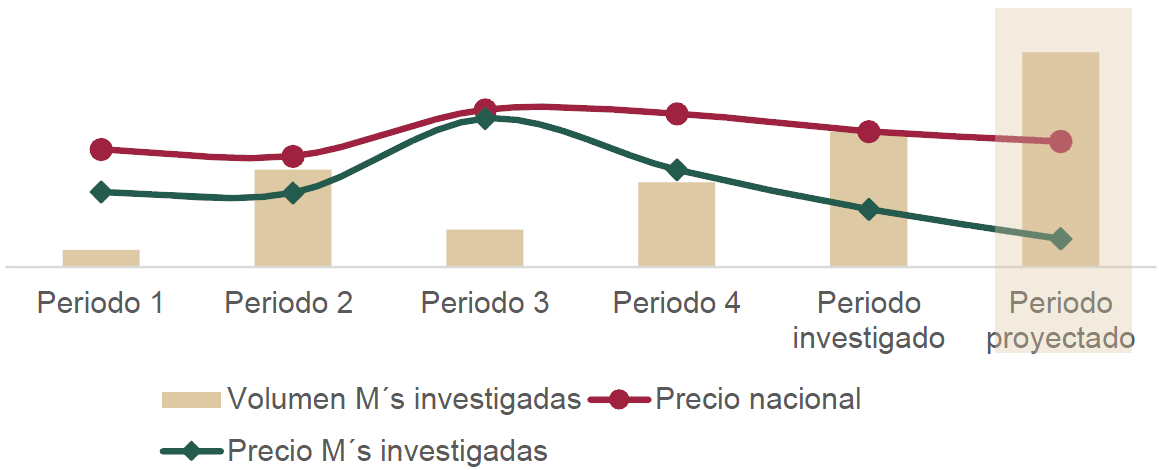 Periodo 1
Periodo 2
Periodo 3
Periodo 4
Periodo
investigado
Periodo
proyectado
Volumen M´s investigadas
Precio nacional
Precio M´s investigadas